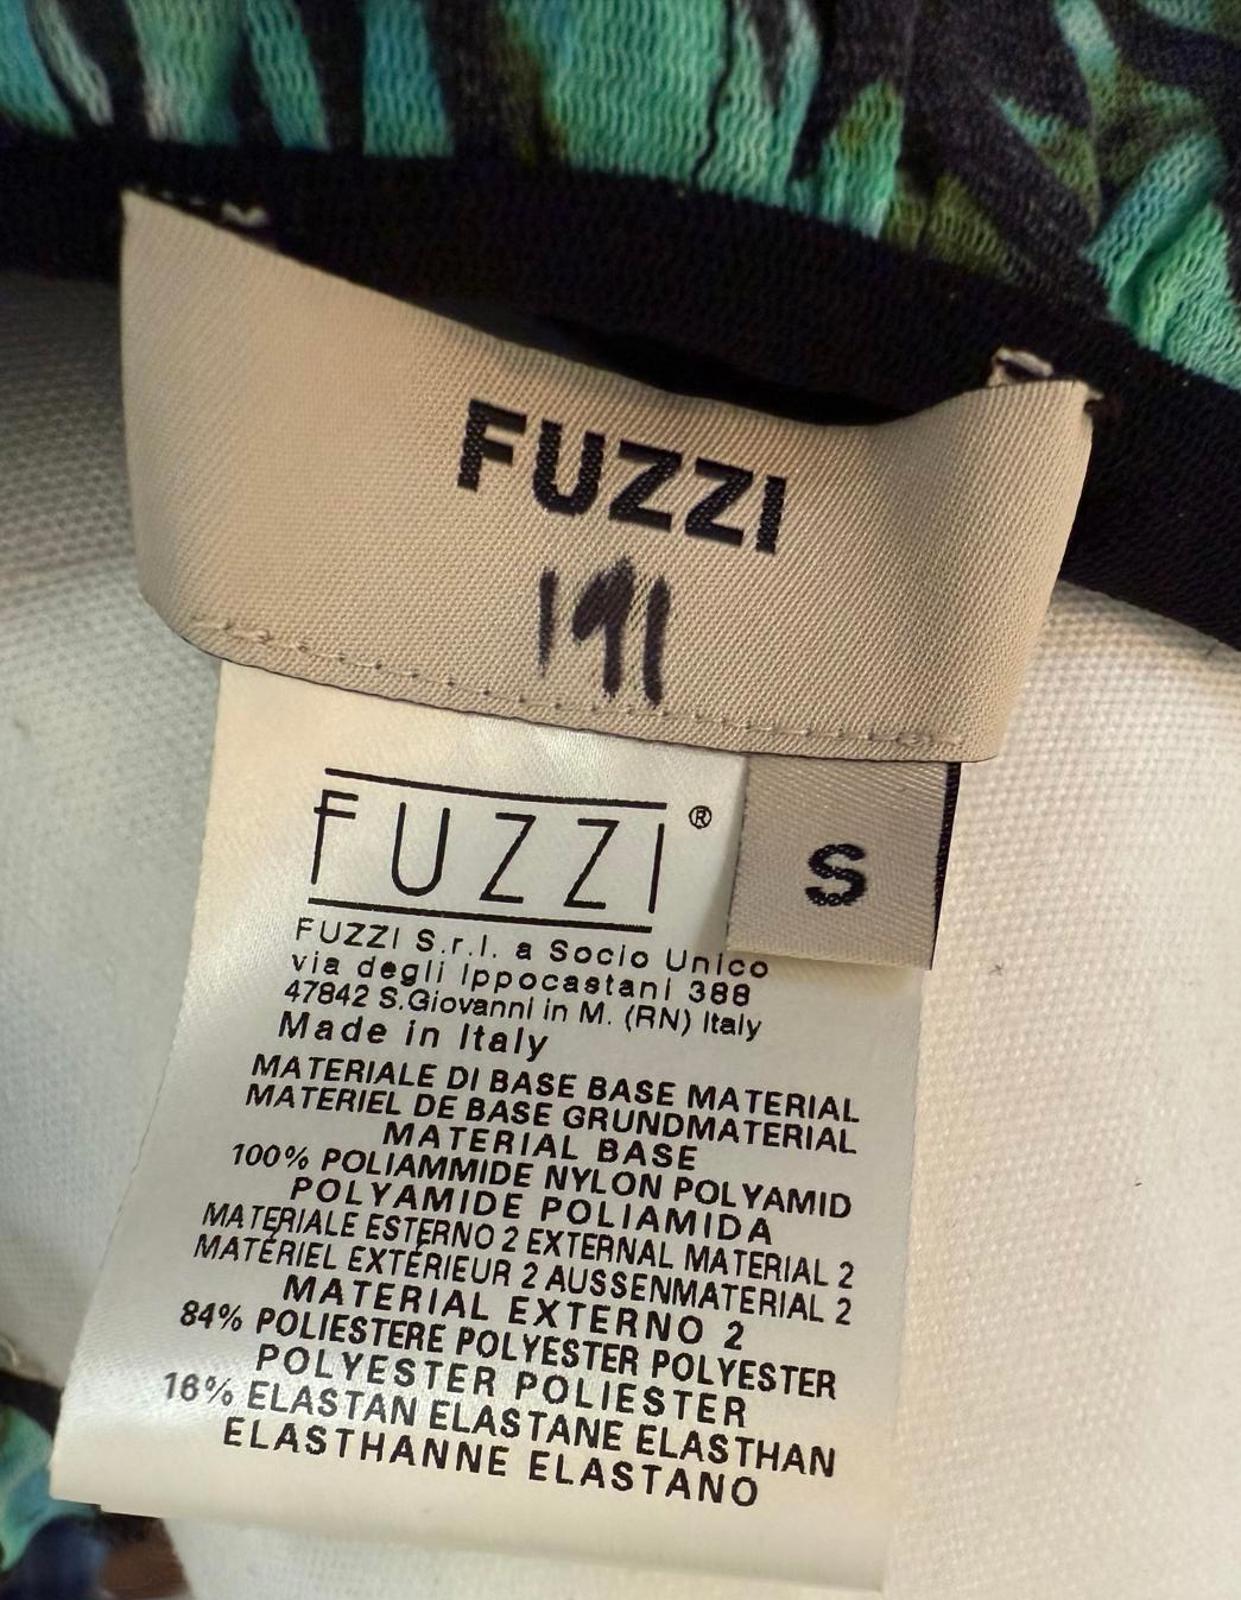 FUZZI
191
FUZZI®
S
FUZZI S.r.l. a Socio Unico
via degli Ippocastani 388
47842 S.Giovanni in M. (RN) Italy
Made in Italy
MATERIALE DI BASE BASE MATERIAL
MATERIEL DE BASE GRUNDMATERIAL
MATERIAL BASE
100% POLIAMMIDE NYLON POLYAMID
POLYAMIDE POLIAMIDA
MATERIALE ESTERNO 2 EXTERNAL MATERIAL 2
MATÉRIEL EXTÉRIEUR 2 AUSSENMATERIAL 2
MATERIAL EXTERNO 2
84% POLIESTERE POLYESTER POLYESTER
POLYESTER POLIESTER
16% ELASTAN ELASTANE ELASTHAN
ELASTHANNE ELASTANO